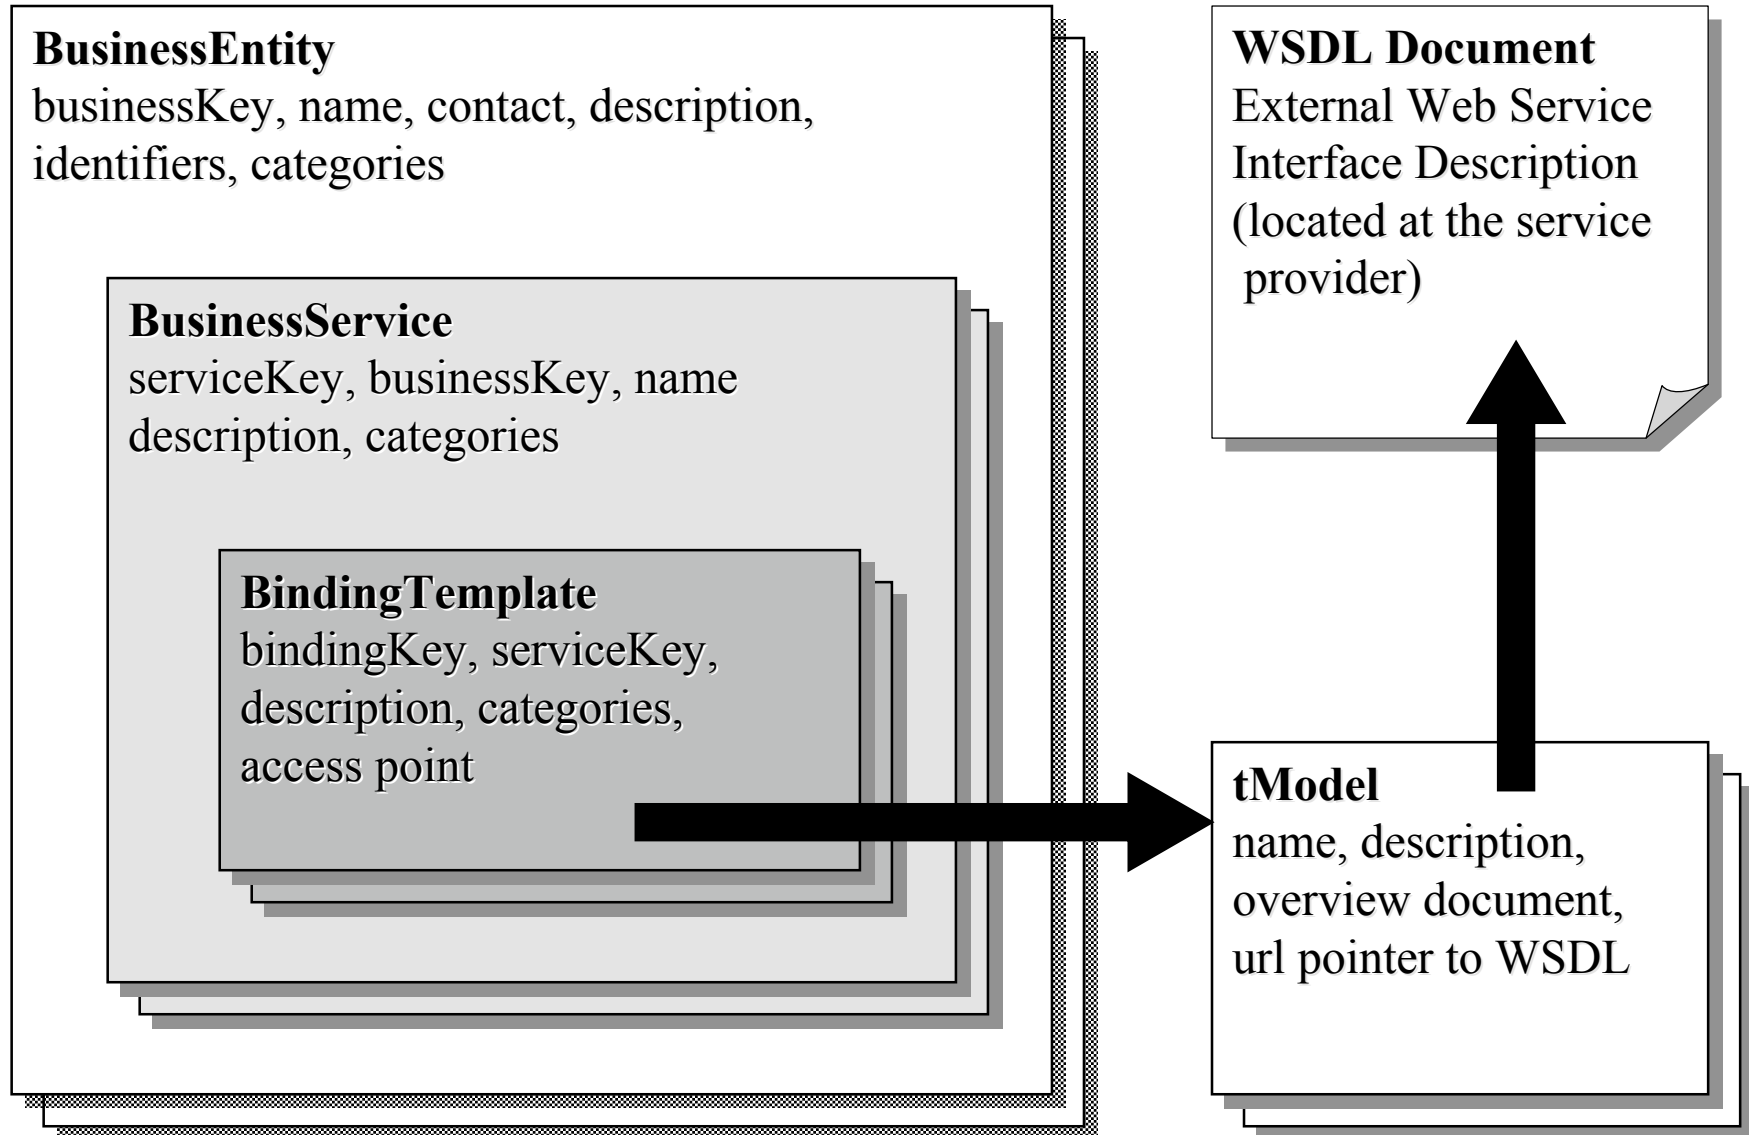 BusinessEntity
businessKey, name, contact, description,
identifiers, categories
BusinessService
serviceKey, businessKey, name
description, categories
BindingTemplate
bindingKey, serviceKey,
description, categories,
access point
WSDL Document
External Web Service
Interface Description
(located at the service
provider)
tModel
name, description,
overview document,
url pointer to WSDL